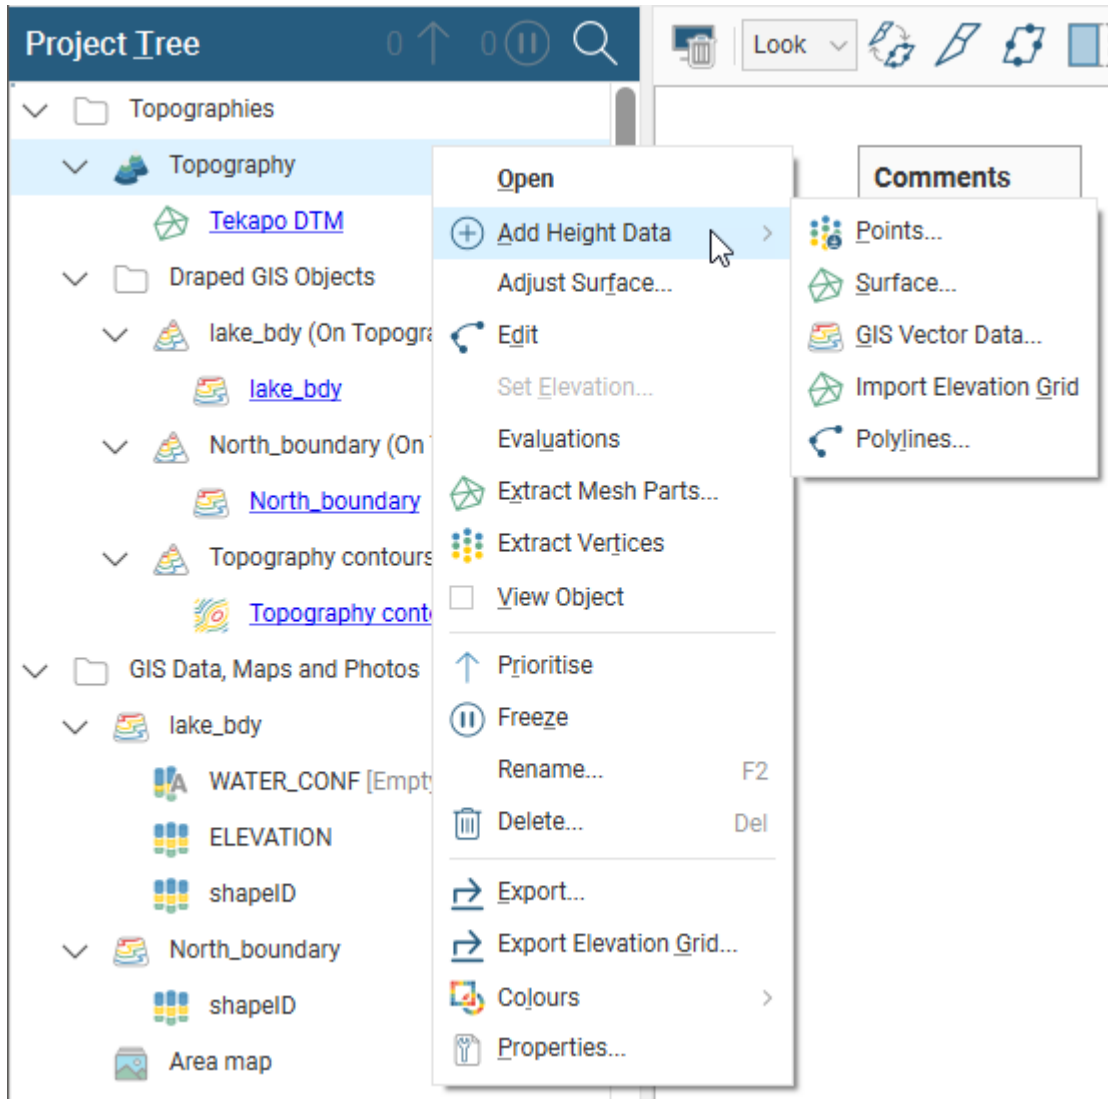 Project Tree 0 0
Look
Topographies
Topography
Tekapo DTM
Draped GIS Objects
lake_bdy (On Topogra
lake_bdy
North_boundary (On
North_boundary
Topography contours
Topography cont
GIS Data, Maps and Photos
lake_bdy
WATER_CONF [Empty
ELEVATION
shapeID
North_boundary
shapeID
Area map
Open
Add Height Data
Adjust Surface...
Edit
Set Elevation...
Evaluations
Extract Mesh Parts...
Extract Vertices
View Object
Prioritise
Freeze
Rename... F2
Delete... Del
Export...
Export Elevation Grid...
Colours
Properties...
Comments
Points...
Surface...
GIS Vector Data...
Import Elevation Grid
Polylines...